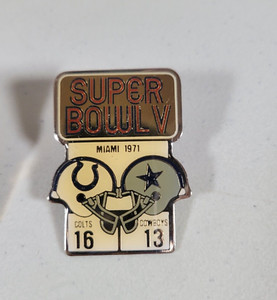 SUPER
BOWL V
MIAMI 1971
COLTS COWBOYS
16 13